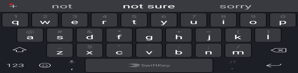 not not sure sorry
q w e r t y u i o p
a s d f g h j k l
z x c v b n m
123 SwiftKey